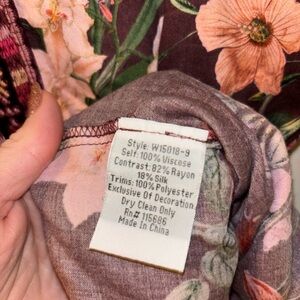 Style: W15018-9
Self: 100% Viscose
Contrast: 82% Rayon
18% Silk
Trims: 100% Polyester
Exclusive Of Decoration
Dry Clean Only
Rn# 115686
Made In China